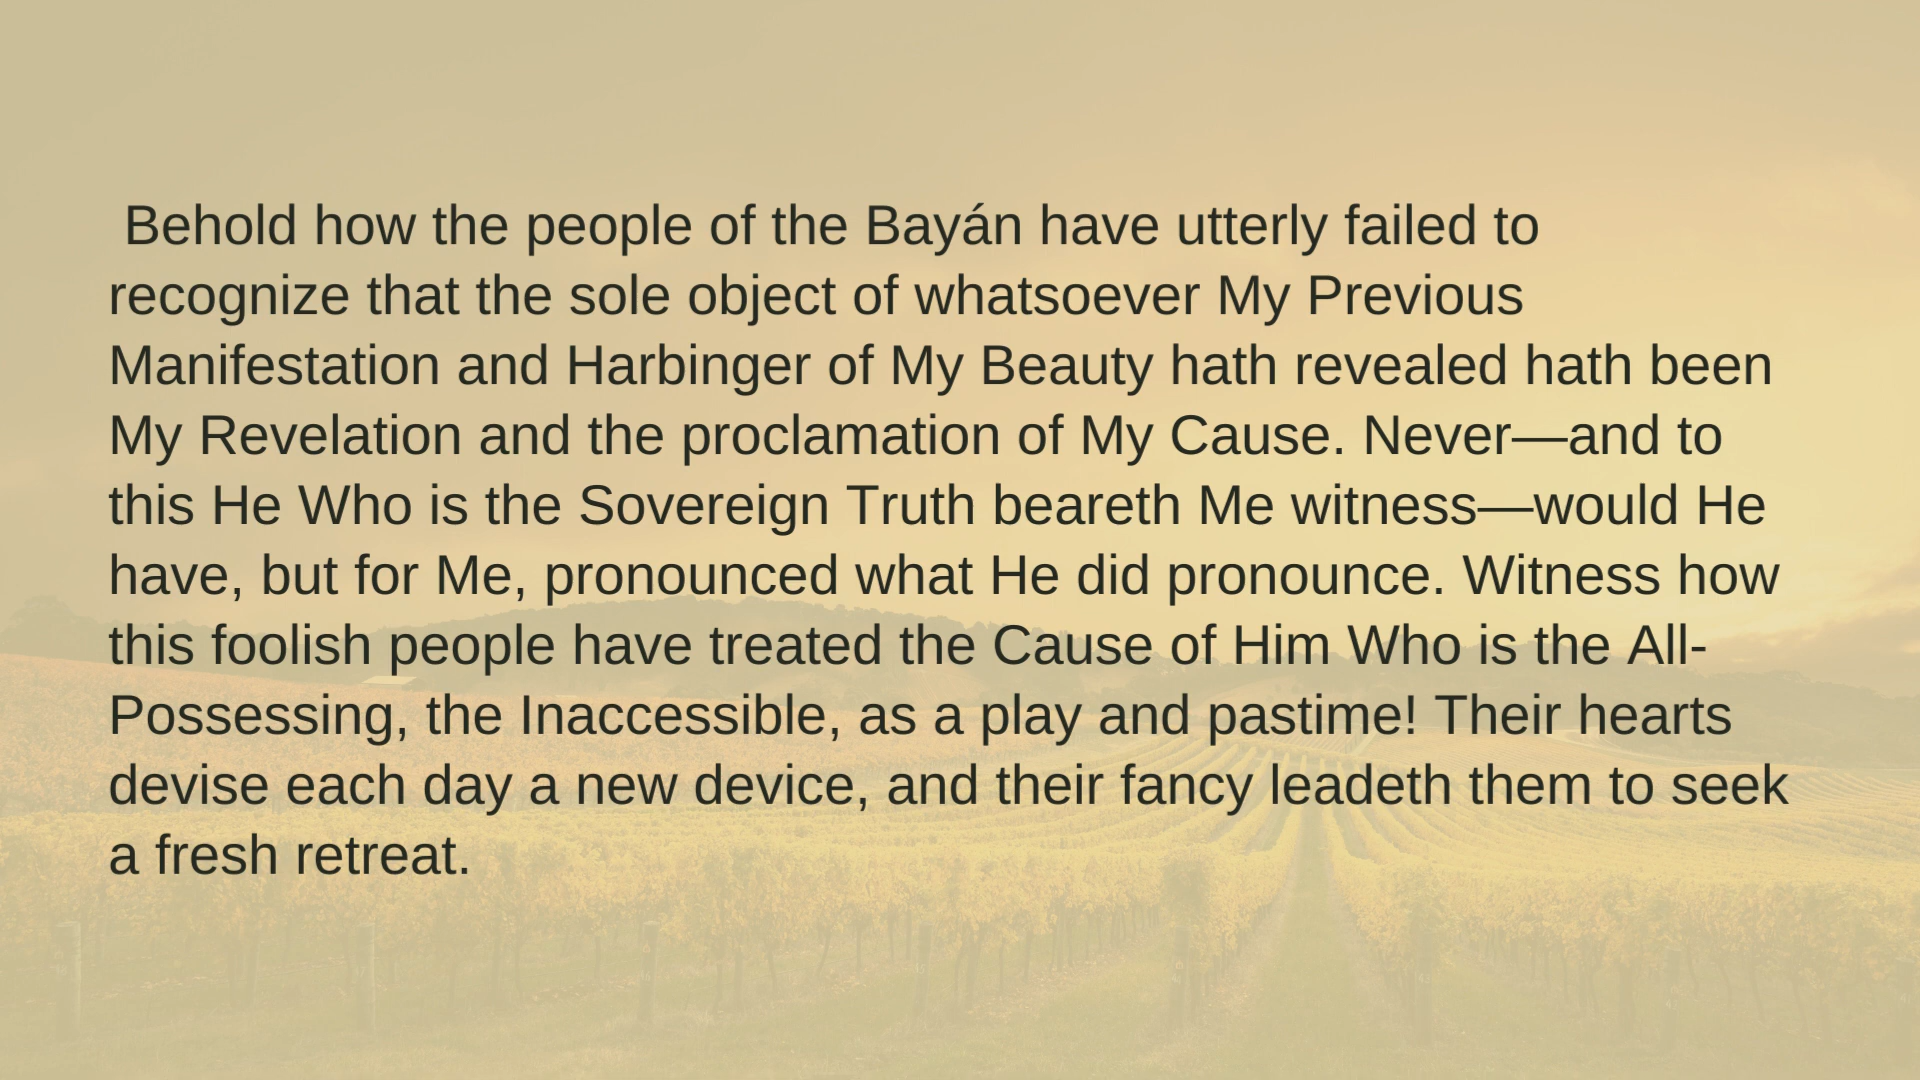 Behold how the people of the Bayán have utterly failed to
recognize that the sole object of whatsoever My Previous
Manifestation and Harbinger of My Beauty hath revealed hath been
My Revelation and the proclamation of My Cause. Never—and to
this He Who is the Sovereign Truth beareth Me witness—would He
have, but for Me, pronounced what He did pronounce. Witness how
this foolish people have treated the Cause of Him Who is the All-
Possessing, the Inaccessible, as a play and pastime! Their hearts
devise each day a new device, and their fancy leadeth them to seek
a fresh retreat.